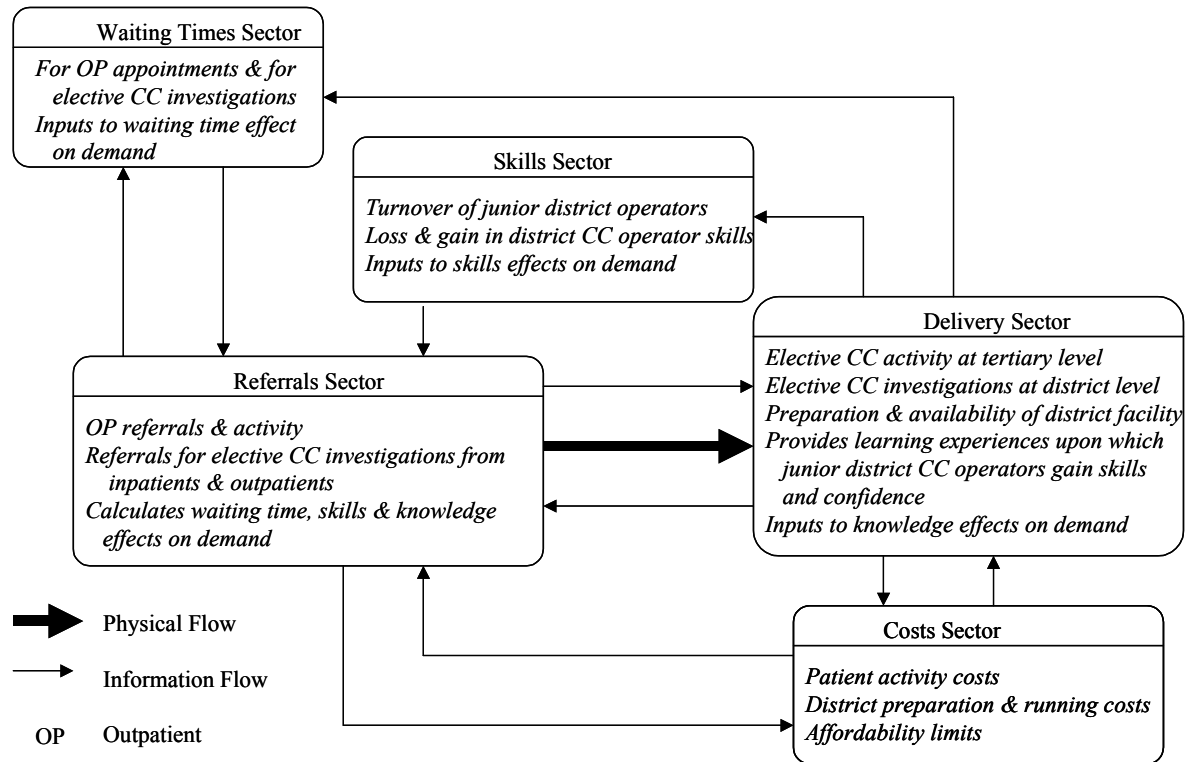 Waiting Times Sector
For OP appointments & for
elective CC investigations
Inputs to waiting time effect
on demand
Skills Sector
Turnover of junior district operators
Loss & gain in district CC operator skills
Inputs to skills effects on demand
Delivery Sector
Elective CC activity at tertiary level
Elective CC investigations at district level
Preparation & availability of district facility
Provides learning experiences upon which
junior district CC operators gain skills
and confidence
Inputs to knowledge effects on demand
Referrals Sector
OP referrals & activity
Referrals for elective CC investigations from
inpatients & outpatients
Calculates waiting time, skills & knowledge
effects on demand
Costs Sector
Patient activity costs
District preparation & running costs
Affordability limits
Physical Flow
Information Flow
OP Outpatient